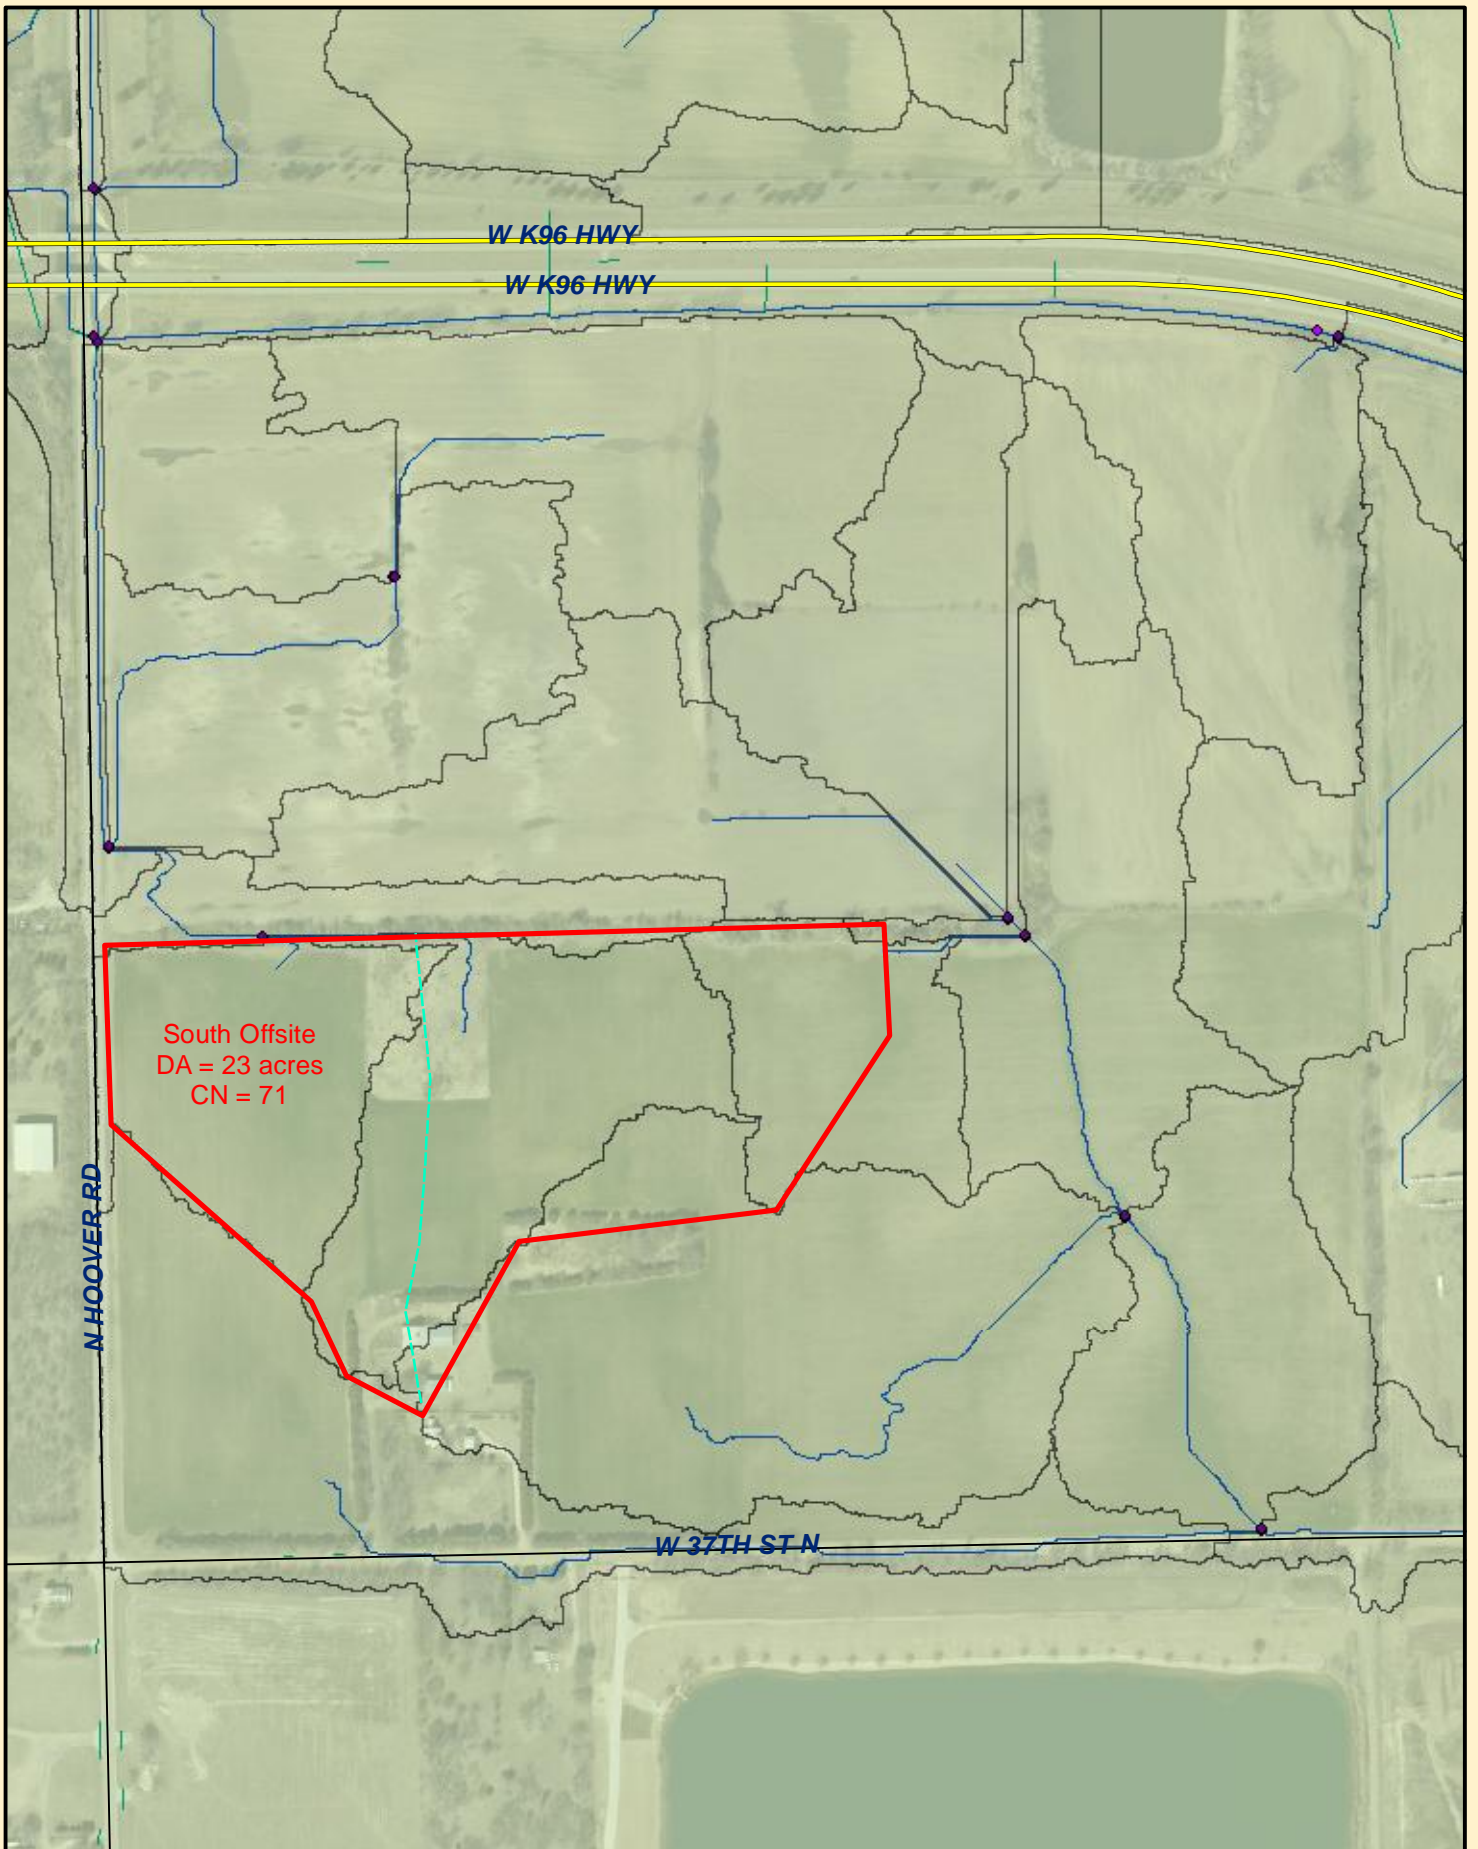 W K96 HWY
W K96 HWY
South Offsite
DA = 23 acres
CN = 71
N HOOVER RD
W 37TH ST N